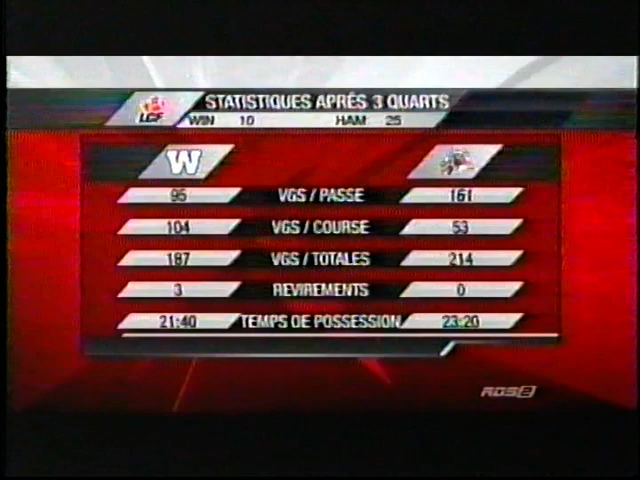 LCF STATISTIQUES APRÈS 3 QUARTS
WIN 10 HAM 25
W
95 VGS / PASSE 161
104 VGS / COURSE 53
187 VGS / TOTALES 214
3 REVIREMENTS 0
21:40 TEMPS DE POSSESSION 23:20
RDS2